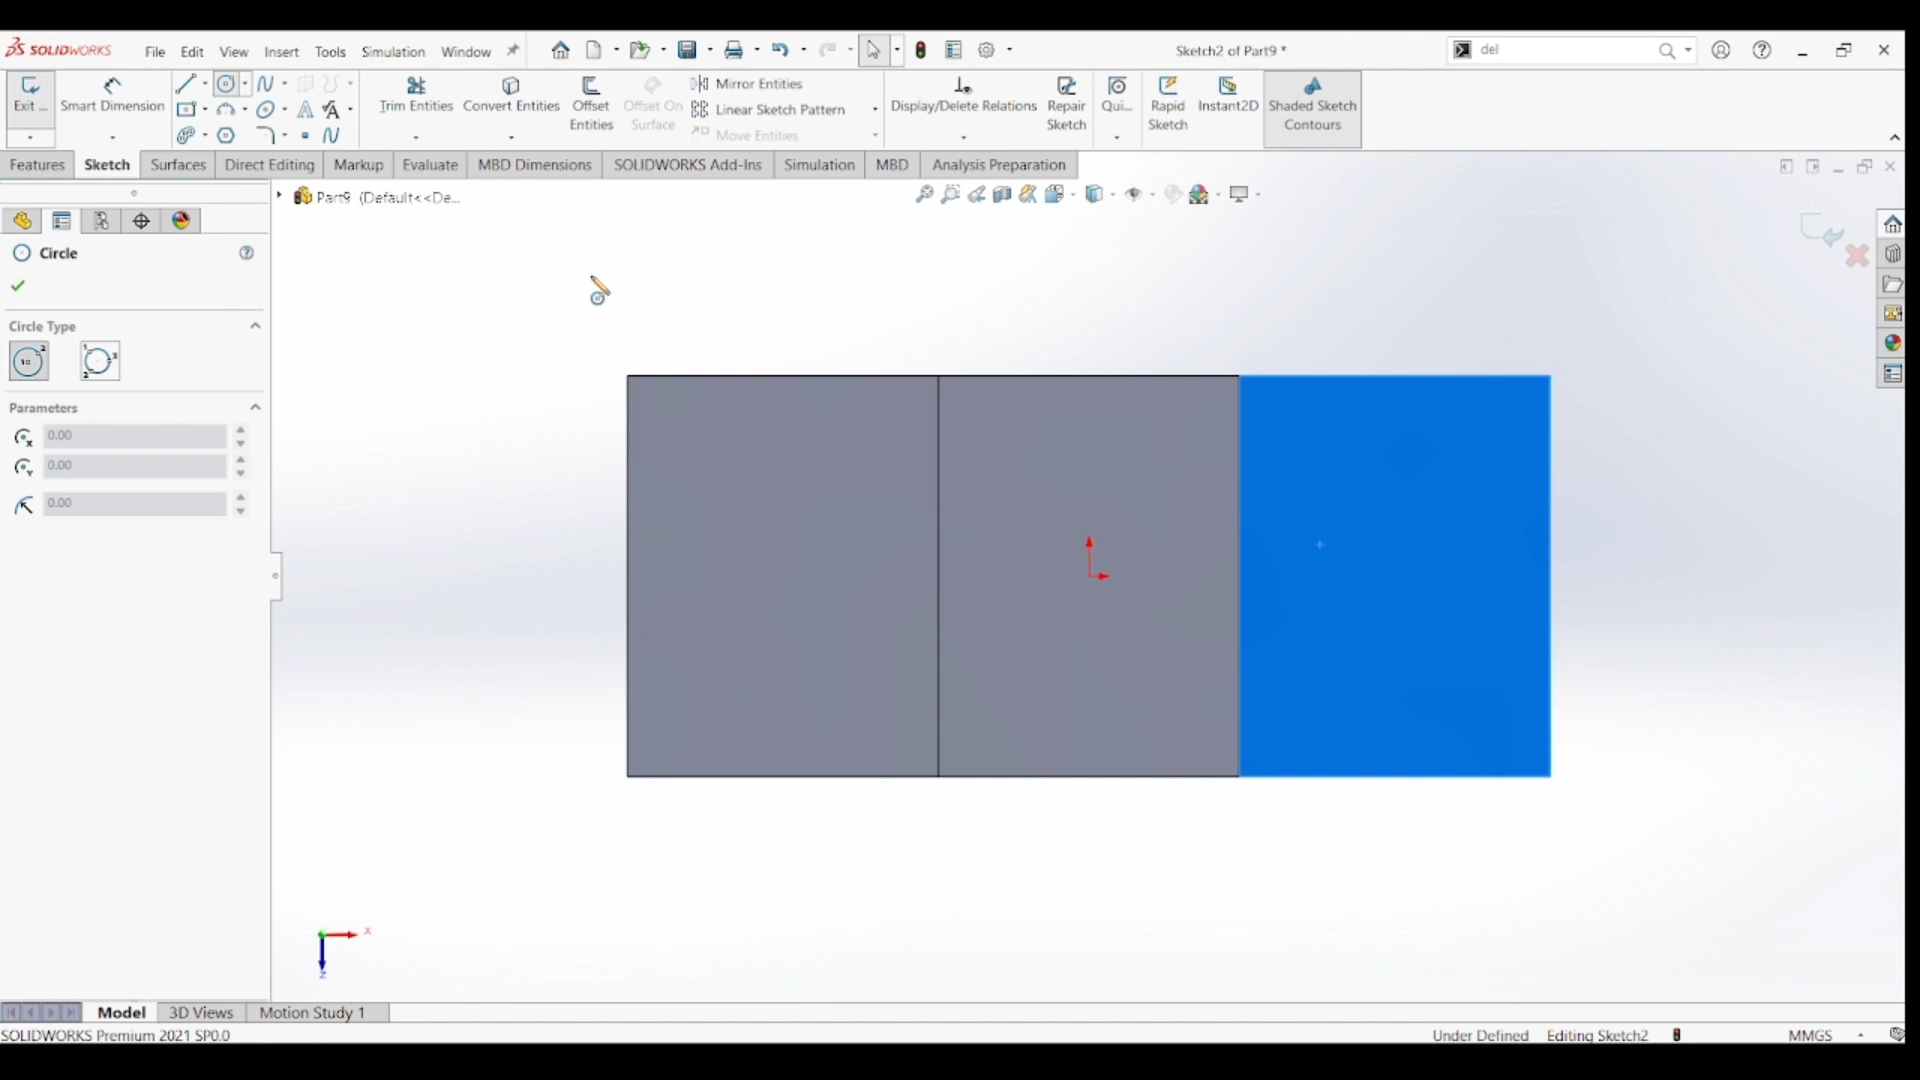 SOLIDWORKS File Edit View Insert Tools Simulation Window Sketch2 of Part9 * del
Exit ... Smart Dimension Trim Entities Convert Entities Offset Entities Offset On Surface Mirror Entities Linear Sketch Pattern Move Entities Display/Delete Relations Repair Sketch Qui... Rapid Sketch Instant2D Shaded Sketch Contours
Features Sketch Surfaces Direct Editing Markup Evaluate MBD Dimensions SOLIDWORKS Add-Ins Simulation MBD Analysis Preparation
Part9 (Default<<De...
Circle
Circle Type
Parameters
0.00
0.00
0.00
X
Z
Model 3D Views Motion Study 1
SOLIDWORKS Premium 2021 SP0.0 Under Defined Editing Sketch2 MMGS